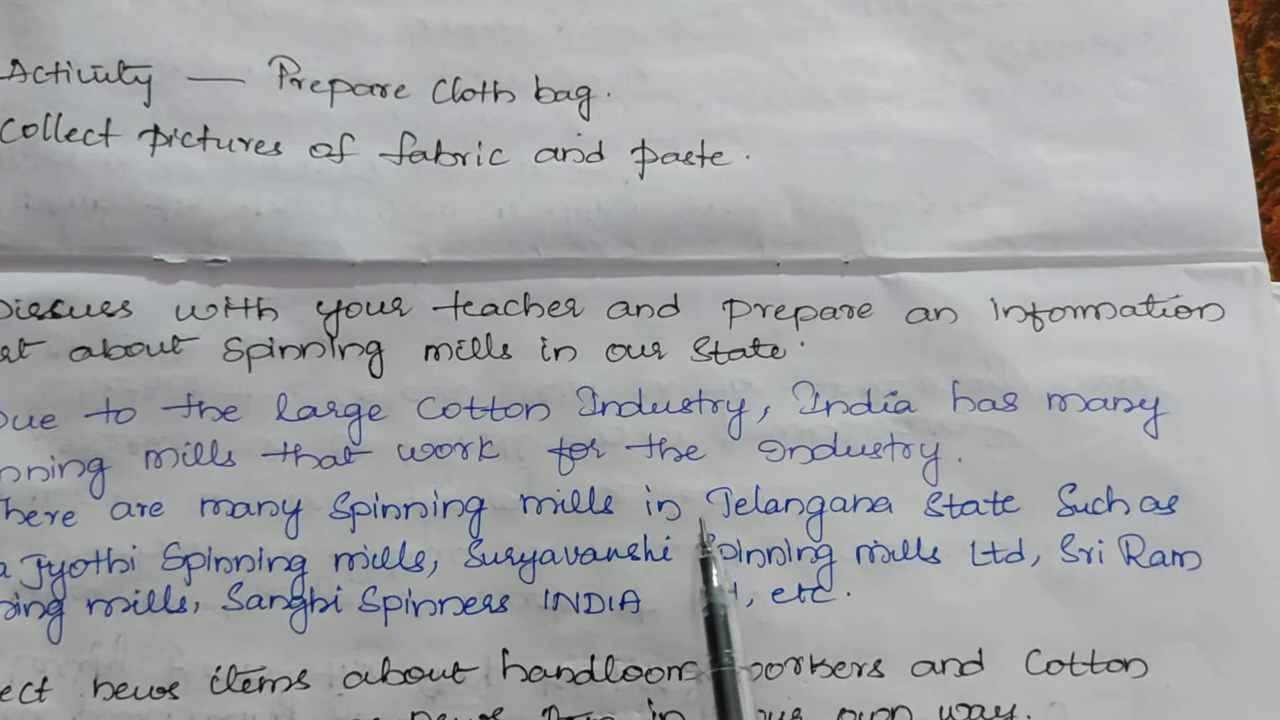 Activity — Prepare cloth bag.
Collect pictures of fabric and paste.
Discuss with your teacher and prepare an Information
about Spinning mills in our State.
Due to the large Cotton Industry, India has many
mills that work for the Industry.
There are many Spinning mills in Telangana State Such as
Jyothi Spinning mills, Suryavanshi Spinning mills Ltd, Sri Ram
mills, Sanghi Spinners INDIA , etc.
news items about handloom workers and Cotton
in own way.